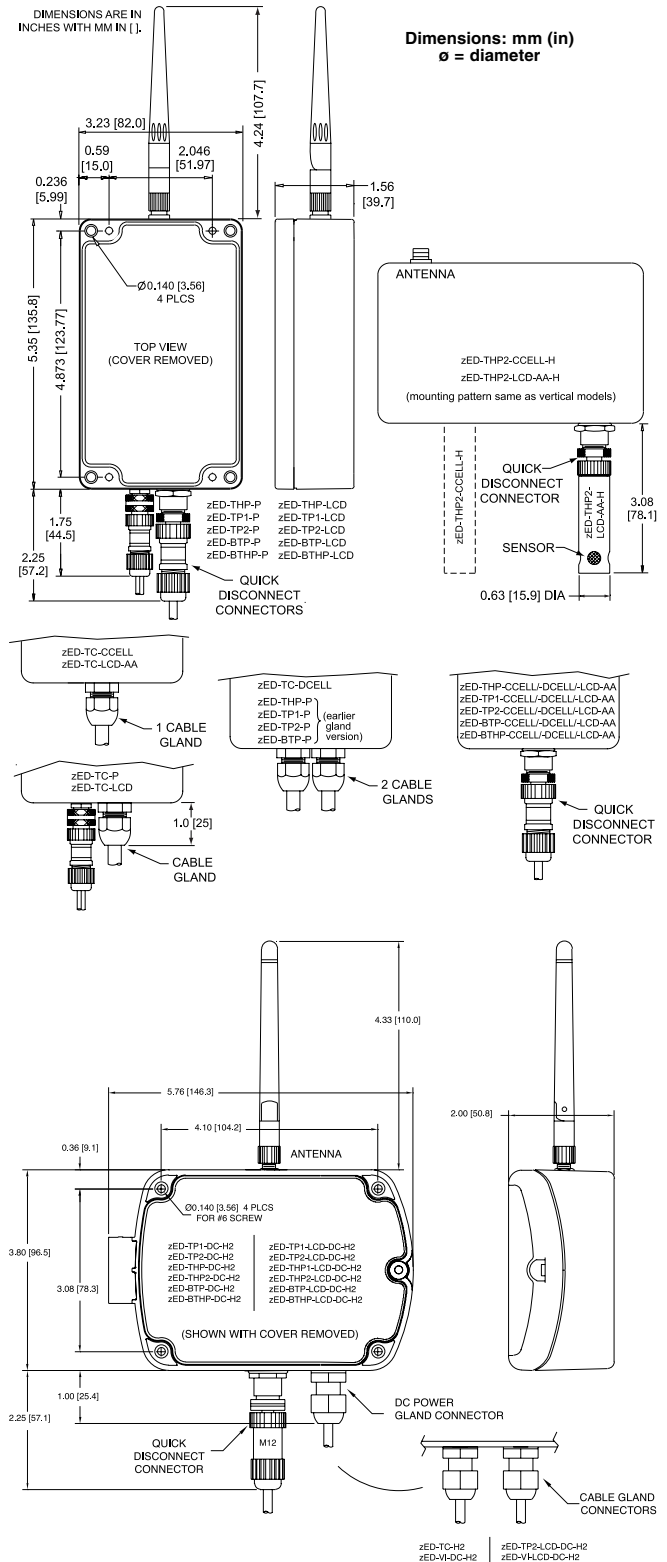 DIMENSIONS ARE IN
INCHES WITH MM IN [ ].
Dimensions: mm (in)
ø = diameter
3.23 [82.0]
4.24 [107.7]
0.59
[15.0]
2.046
[51.97]
0.236
[5.99]
1.56
[39.7]
Ø0.140 [3.56]
4 PLCS
5.35 [135.8]
4.873 [123.77]
TOP VIEW
(COVER REMOVED)
ANTENNA
zED-THP2-CCELL-H
zED-THP2-LCD-AA-H
(mounting pattern same as vertical models)
zED-THP2-CCELL-H
QUICK
DISCONNECT
CONNECTOR
zED-THP2-
LCD-AA-H
SENSOR
3.08
[78.1]
0.63 [15.9] DIA
1.75
[44.5]
2.25
[57.2]
zED-THP-P
zED-TP1-P
zED-TP2-P
zED-BTP-P
zED-BTHP-P
zED-THP-LCD
zED-TP1-LCD
zED-TP2-LCD
zED-BTP-LCD
zED-BTHP-LCD
QUICK
DISCONNECT
CONNECTORS
zED-TC-CCELL
zED-TC-LCD-AA
1 CABLE
GLAND
zED-TC-DCELL
zED-THP-P
zED-TP1-P
zED-TP2-P
zED-BTP-P
(earlier
gland
version)
2 CABLE
GLANDS
zED-THP-CCELL/-DCELL/-LCD-AA
zED-TP1-CCELL/-DCELL/-LCD-AA
zED-TP2-CCELL/-DCELL/-LCD-AA
zED-BTP-CCELL/-DCELL/-LCD-AA
zED-BTHP-CCELL/-DCELL/-LCD-AA
QUICK
DISCONNECT
CONNECTOR
zED-TC-P
zED-TC-LCD
1.0 [25]
CABLE
GLAND
4.33 [110.0]
5.76 [146.3]
2.00 [50.8]
4.10 [104.2]
0.36 [9.1]
ANTENNA
Ø0.140 [3.56] 4 PLCS
FOR #6 SCREW
3.80 [96.5]
3.08 [78.3]
zED-TP1-DC-H2
zED-TP2-DC-H2
zED-THP-DC-H2
zED-THP2-DC-H2
zED-BTP-DC-H2
zED-BTHP-DC-H2
zED-TP1-LCD-DC-H2
zED-TP2-LCD-DC-H2
zED-THP1-LCD-DC-H2
zED-THP2-LCD-DC-H2
zED-BTP-LCD-DC-H2
zED-BTHP-LCD-DC-H2
(SHOWN WITH COVER REMOVED)
1.00 [25.4]
2.25 [57.1]
DC POWER
GLAND CONNECTOR
QUICK
DISCONNECT
CONNECTOR
M12
CABLE GLAND
CONNECTORS
zED-TC-H2
zED-VI-DC-H2
zED-TP2-LCD-DC-H2
zED-VI-LCD-DC-H2